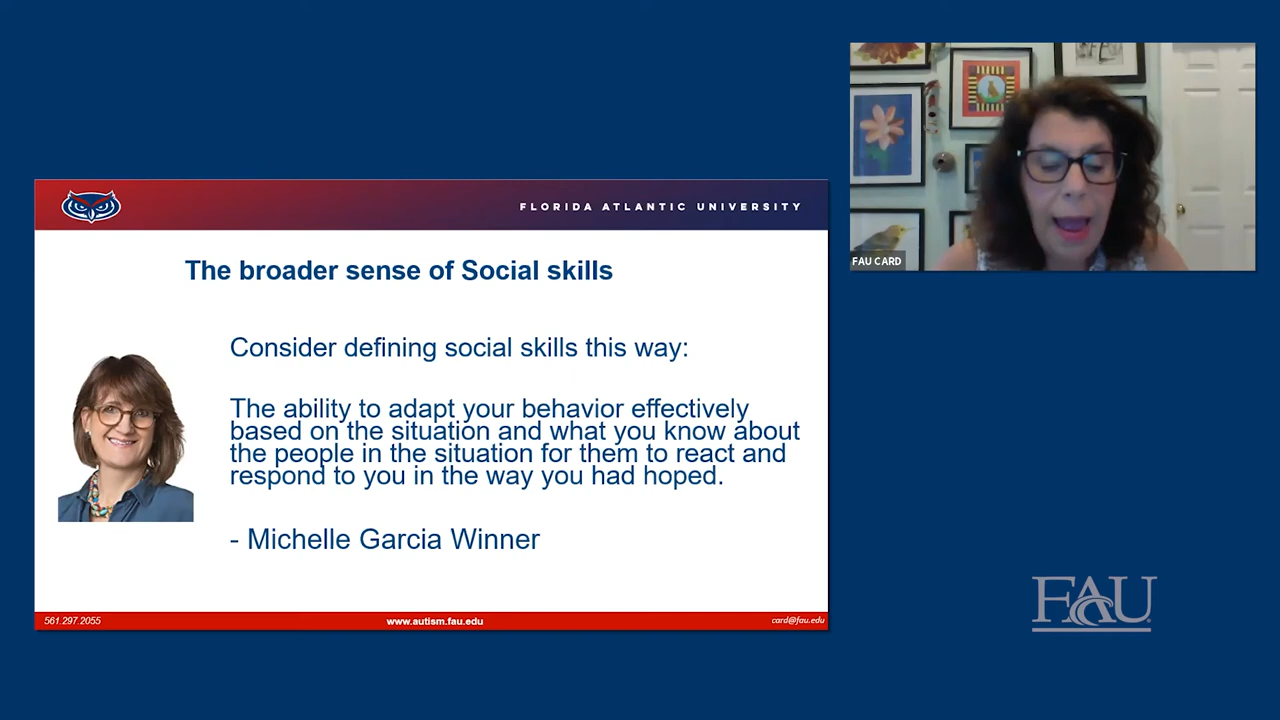 FLORIDA ATLANTIC UNIVERSITY
The broader sense of Social skills
Consider defining social skills this way:
The ability to adapt your behavior effectively
based on the situation and what you know about
the people in the situation for them to react and
respond to you in the way you had hoped.
- Michelle Garcia Winner
561.297.2055
www.autism.fau.edu
card@fau.edu
FAU CARD
FAU